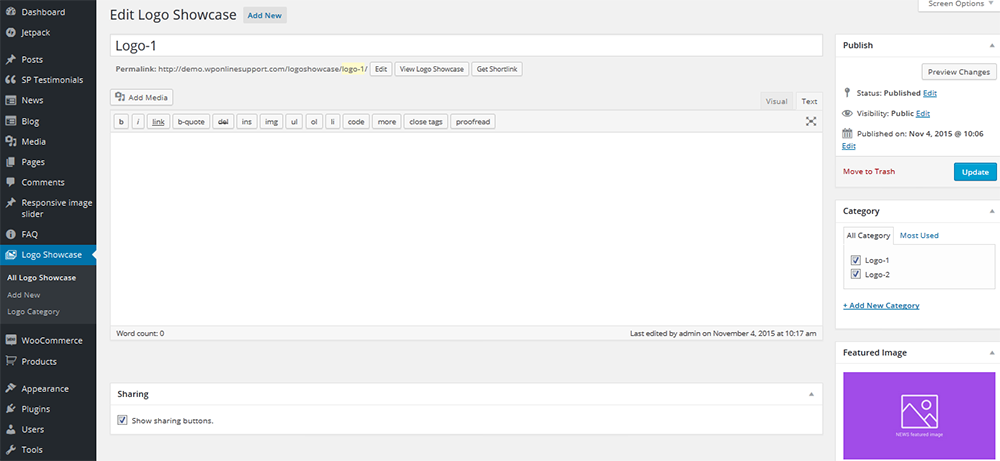 Dashboard
Jetpack
Posts
SP Testimonials
News
Blog
Media
Pages
Comments
Responsive image
slider
FAQ
Logo Showcase
All Logo Showcase
Add New
Logo Category
WooCommerce
Products
Appearance
Plugins
Users
Tools
Screen Options
Edit Logo Showcase Add New
Logo-1
Permalink: http://demo.wponlinesupport.com/logoshowcase/logo-1/ Edit View Logo Showcase Get Shortlink
Add Media
Visual Text
b i link b-quote del ins img ul ol li code more close tags proofread
Word count: 0 Last edited by admin on November 4, 2015 at 10:17 am
Sharing
Show sharing buttons.
Publish
Preview Changes
Status: Published Edit
Visibility: Public Edit
Published on: Nov 4, 2015 @ 10:06
Edit
Move to Trash Update
Category
All Category Most Used
Logo-1
Logo-2
+ Add New Category
Featured Image
NEWS featured image